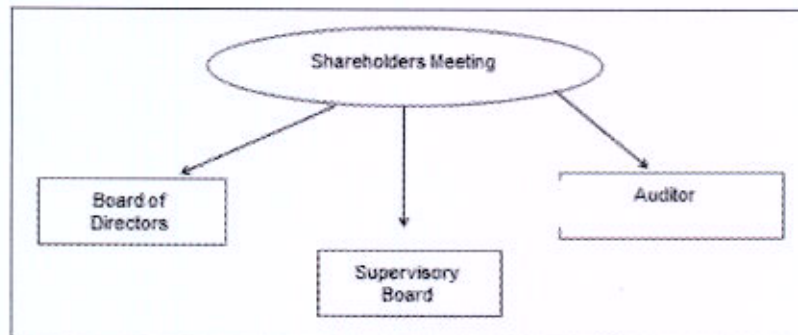 Shareholders Meeting
Board of
Directors
Auditor
Supervisory
Board